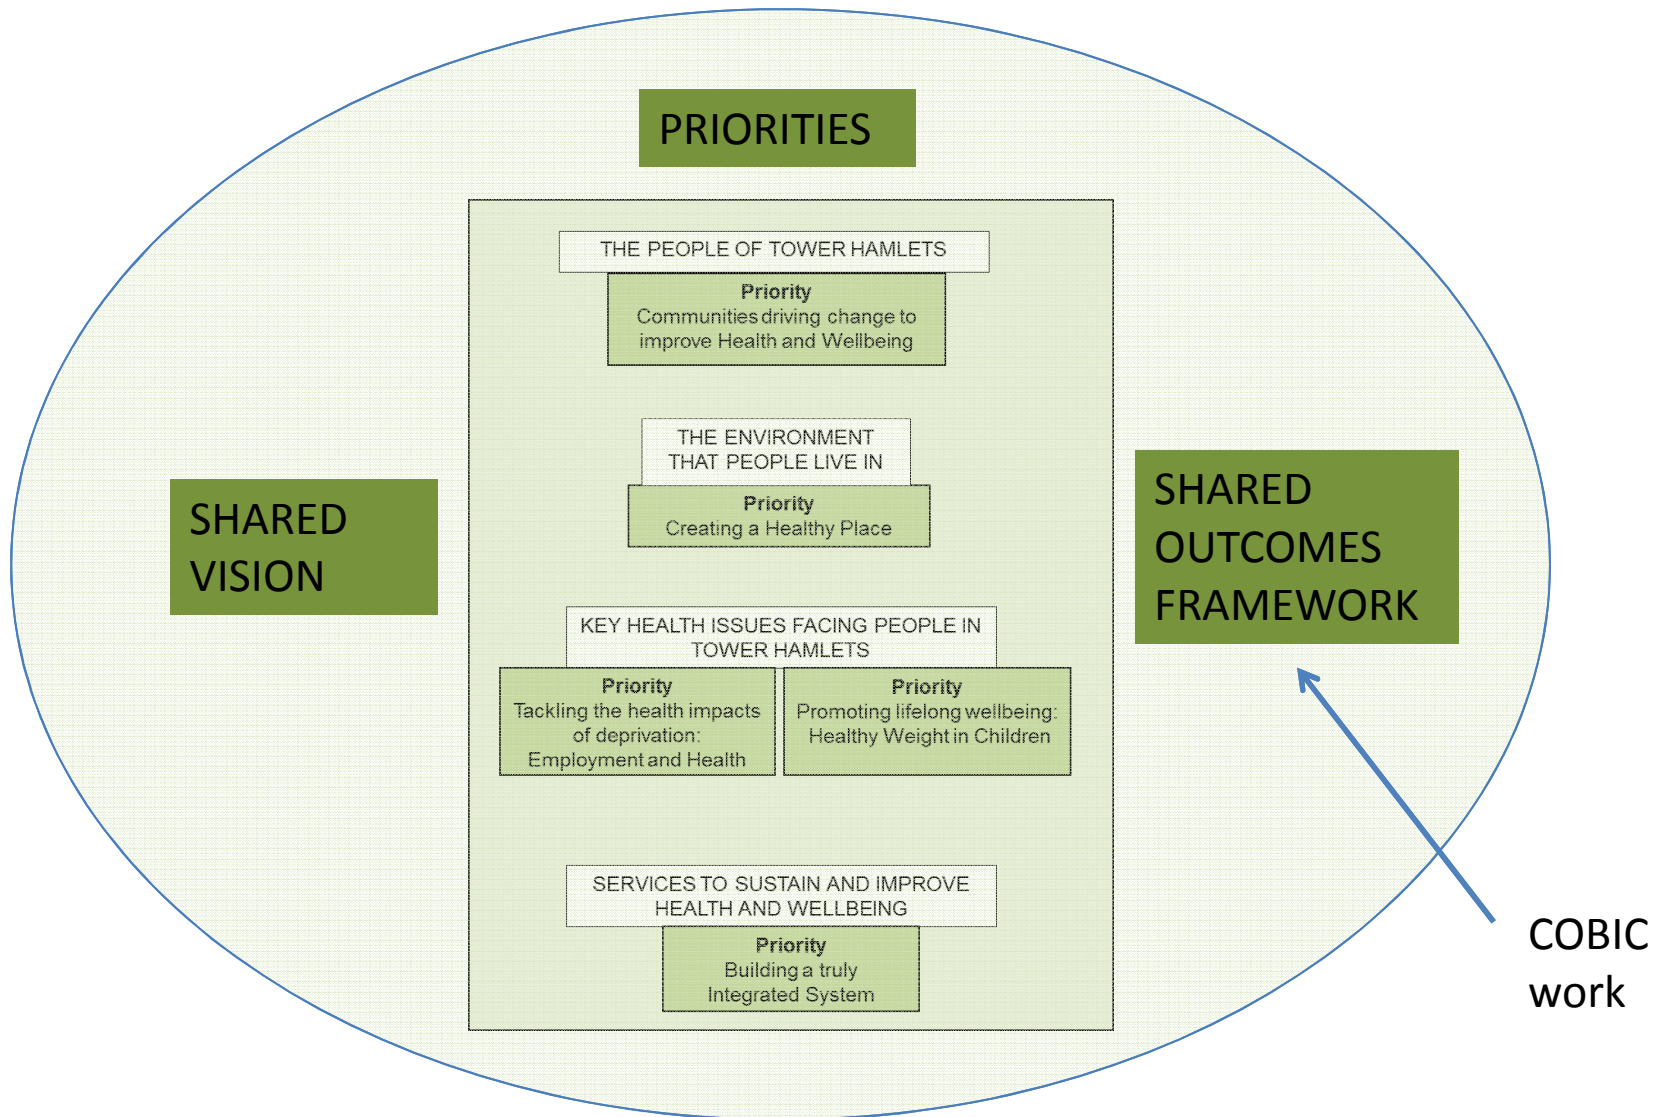 PRIORITIES
THE PEOPLE OF TOWER HAMLETS
Priority
Communities driving change to
improve Health and Wellbeing
THE ENVIRONMENT
THAT PEOPLE LIVE IN
Priority
Creating a Healthy Place
SHARED
VISION
SHARED
OUTCOMES
FRAMEWORK
KEY HEALTH ISSUES FACING PEOPLE IN
TOWER HAMLETS
Priority
Tackling the health impacts
of deprivation:
Employment and Health
Priority
Promoting lifelong wellbeing:
Healthy Weight in Children
SERVICES TO SUSTAIN AND IMPROVE
HEALTH AND WELLBEING
Priority
Building a truly
Integrated System
COBIC
work